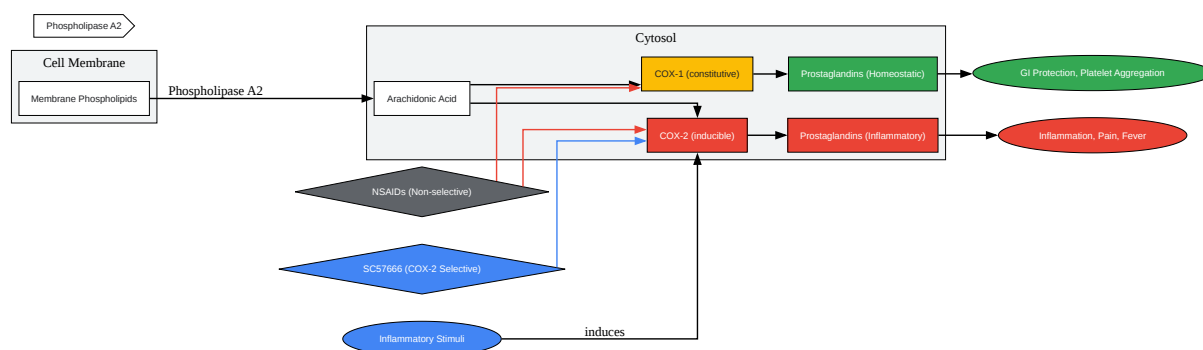 Phospholipase A2
Cell Membrane
Membrane Phospholipids
Phospholipase A2
Cytosol
Arachidonic Acid
COX-1 (constitutive)
Prostaglandins (Homeostatic)
GI Protection, Platelet Aggregation
COX-2 (inducible)
Prostaglandins (Inflammatory)
Inflammation, Pain, Fever
NSAIDs (Non-selective)
SC57666 (COX-2 Selective)
Inflammatory Stimuli
induces